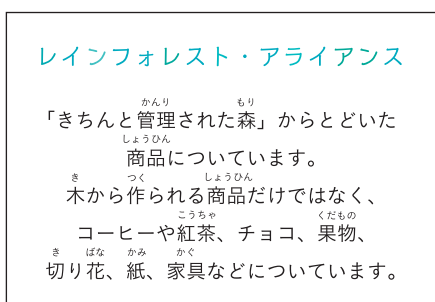 レインフォレスト・アライアンス
「きちんと管理された森」からとどいた
商品についています。
木から作られる商品だけではなく、
コーヒーや紅茶、チョコ、果物、
切り花、紙、家具などについています。